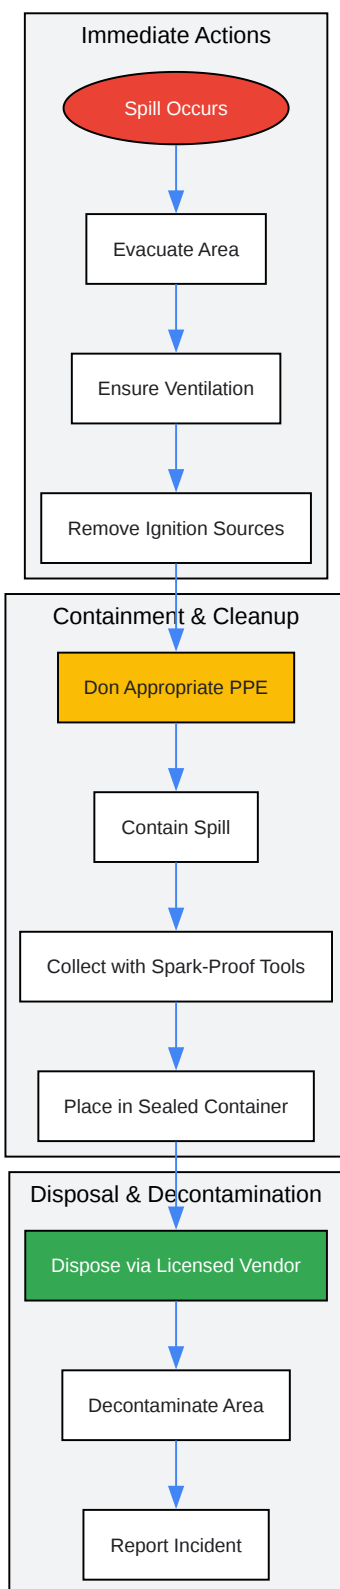 Immediate Actions
Spill Occurs
Evacuate Area
Ensure Ventilation
Remove Ignition Sources
Containment & Cleanup
Don Appropriate PPE
Contain Spill
Collect with Spark-Proof Tools
Place in Sealed Container
Disposal & Decontamination
Dispose via Licensed Vendor
Decontaminate Area
Report Incident